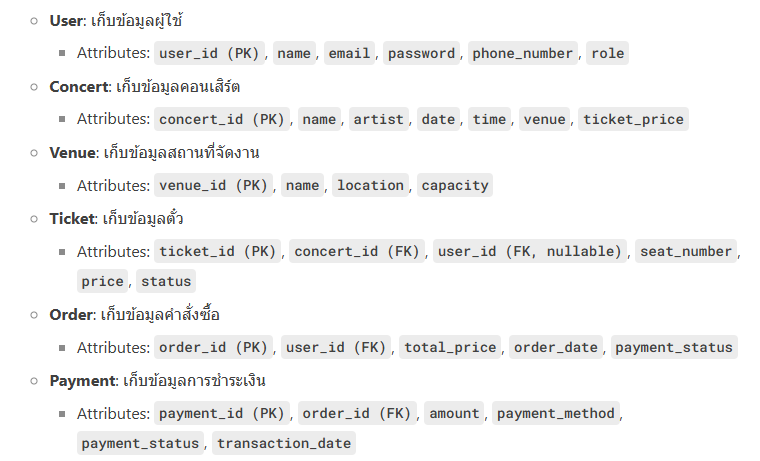 User: เก็บข้อมูลผู้ใช้
Attributes: user_id (PK), name, email, password, phone_number, role
Concert: เก็บข้อมูลคอนเสิร์ต
Attributes: concert_id (PK), name, artist, date, time, venue, ticket_price
Venue: เก็บข้อมูลสถานที่จัดงาน
Attributes: venue_id (PK), name, location, capacity
Ticket: เก็บข้อมูลตั๋ว
Attributes: ticket_id (PK), concert_id (FK), user_id (FK, nullable), seat_number,
price, status
Order: เก็บข้อมูลคำสั่งซื้อ
Attributes: order_id (PK), user_id (FK), total_price, order_date, payment_status
Payment: เก็บข้อมูลการชำระเงิน
Attributes: payment_id (PK), order_id (FK), amount, payment_method,
payment_status, transaction_date